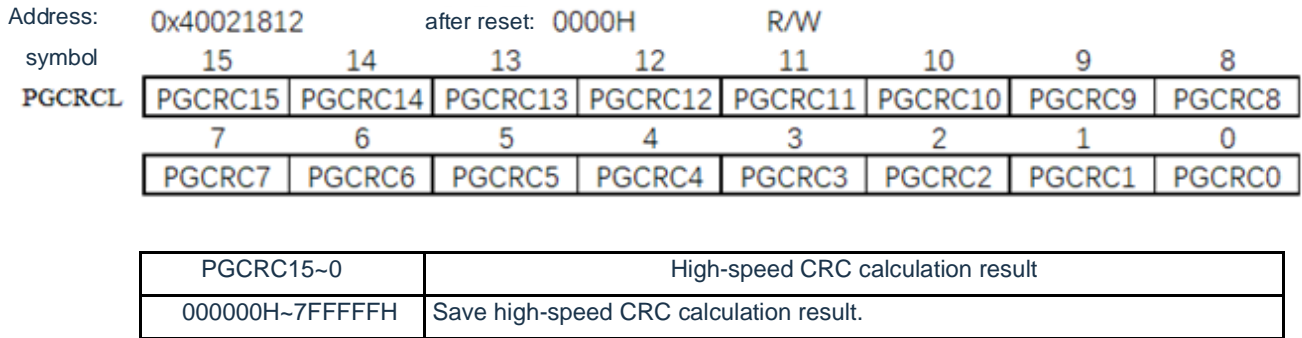 Address: 0x40021812 after reset: 0000H R/W
symbol 15 14 13 12 11 10 9 8
PGCRCL PGCRC15 PGCRC14 PGCRC13 PGCRC12 PGCRC11 PGCRC10 PGCRC9 PGCRC8
7 6 5 4 3 2 1 0
PGCRC7 PGCRC6 PGCRC5 PGCRC4 PGCRC3 PGCRC2 PGCRC1 PGCRC0
PGCRC15~0 High-speed CRC calculation result
000000H~7FFFFFH Save high-speed CRC calculation result.